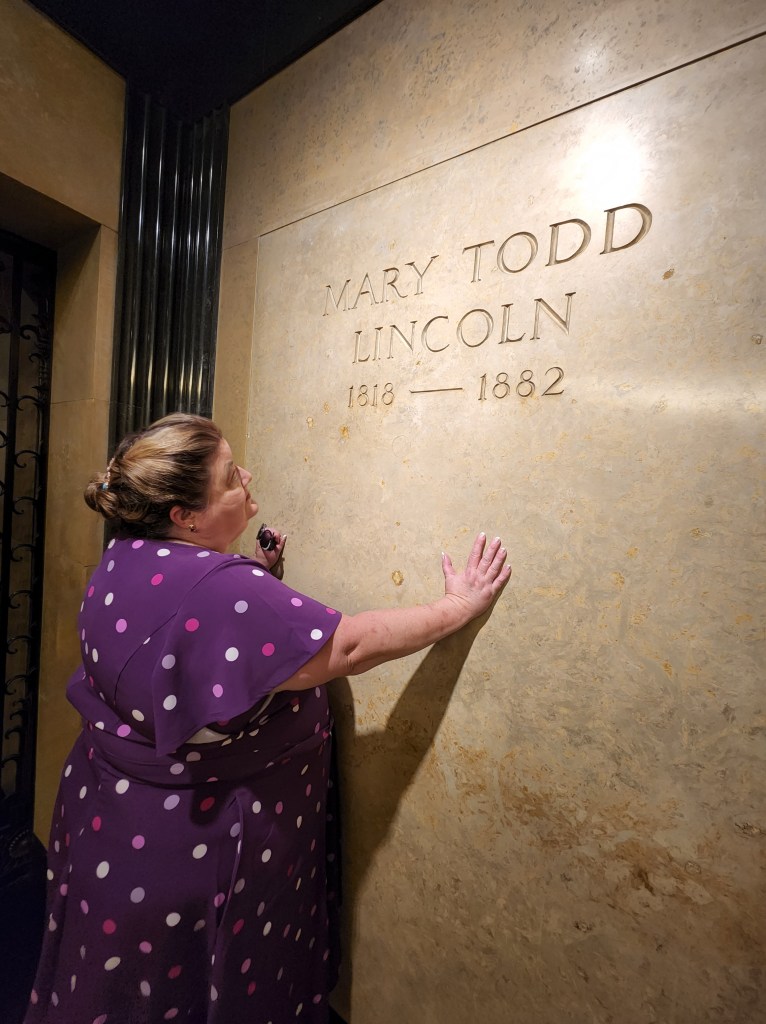 MARY TODD
LINCOLN
1818 — 1882